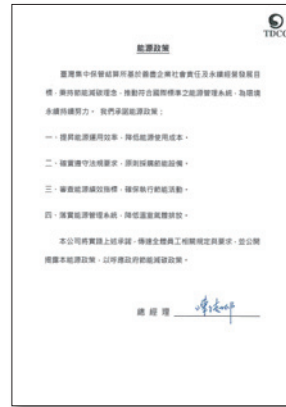 TDCC
能源政策
臺灣集中保管結算所基於善盡企業社會責任及永續經營發展目
標,秉持節能減碳理念,推動符合國際標準之能源管理系統,為環境
永續持續努力。我們承諾能源政策:
一、提昇能源運用效率,降低能源使用成本。
二、確實遵守法規要求,原則採購節能設備。
三、審查能源績效指標,確保執行節能活動。
四、落實能源管理系統,降低溫室氣體排放。
本公司將實踐上述承諾,傳達全體員工相關規定與要求,並公開
揭露本能源政策,以呼應政府節能減碳政策。
總經理